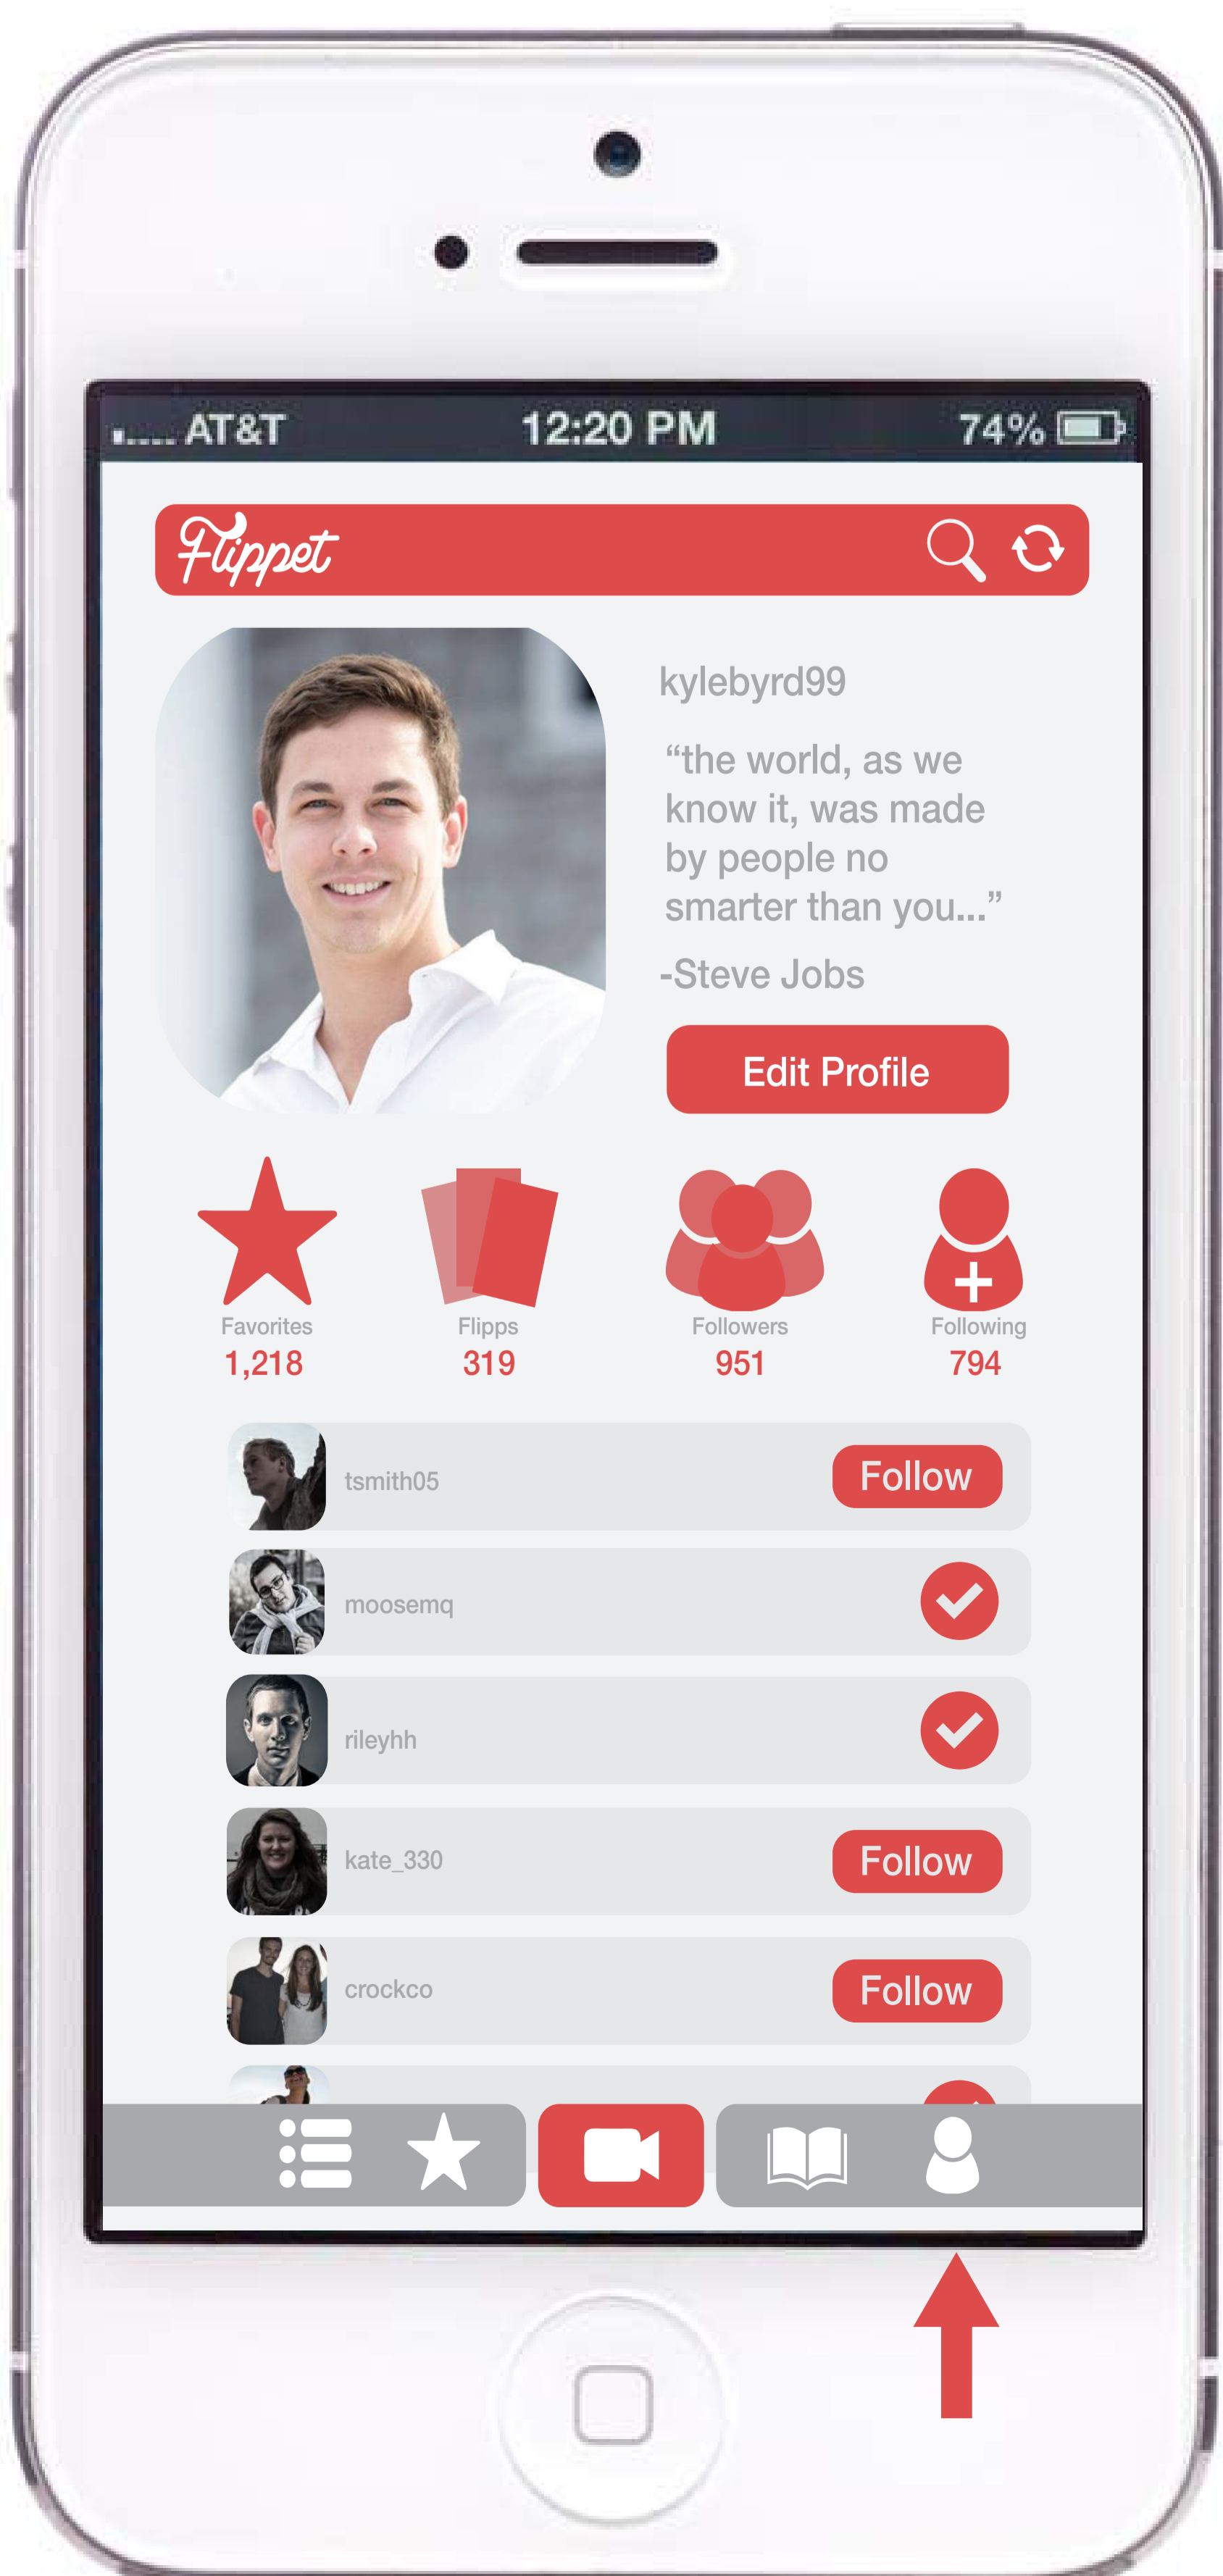 AT&T 12:20 PM 74%
Flippet
kylebyrd99
“the world, as we
know it, was made
by people no
smarter than you...”
-Steve Jobs
Edit Profile
Favorites Flipps Followers Following
1,218 319 951 794
tsmith05 Follow
moosemq
rileyhh
kate_330 Follow
crockco Follow